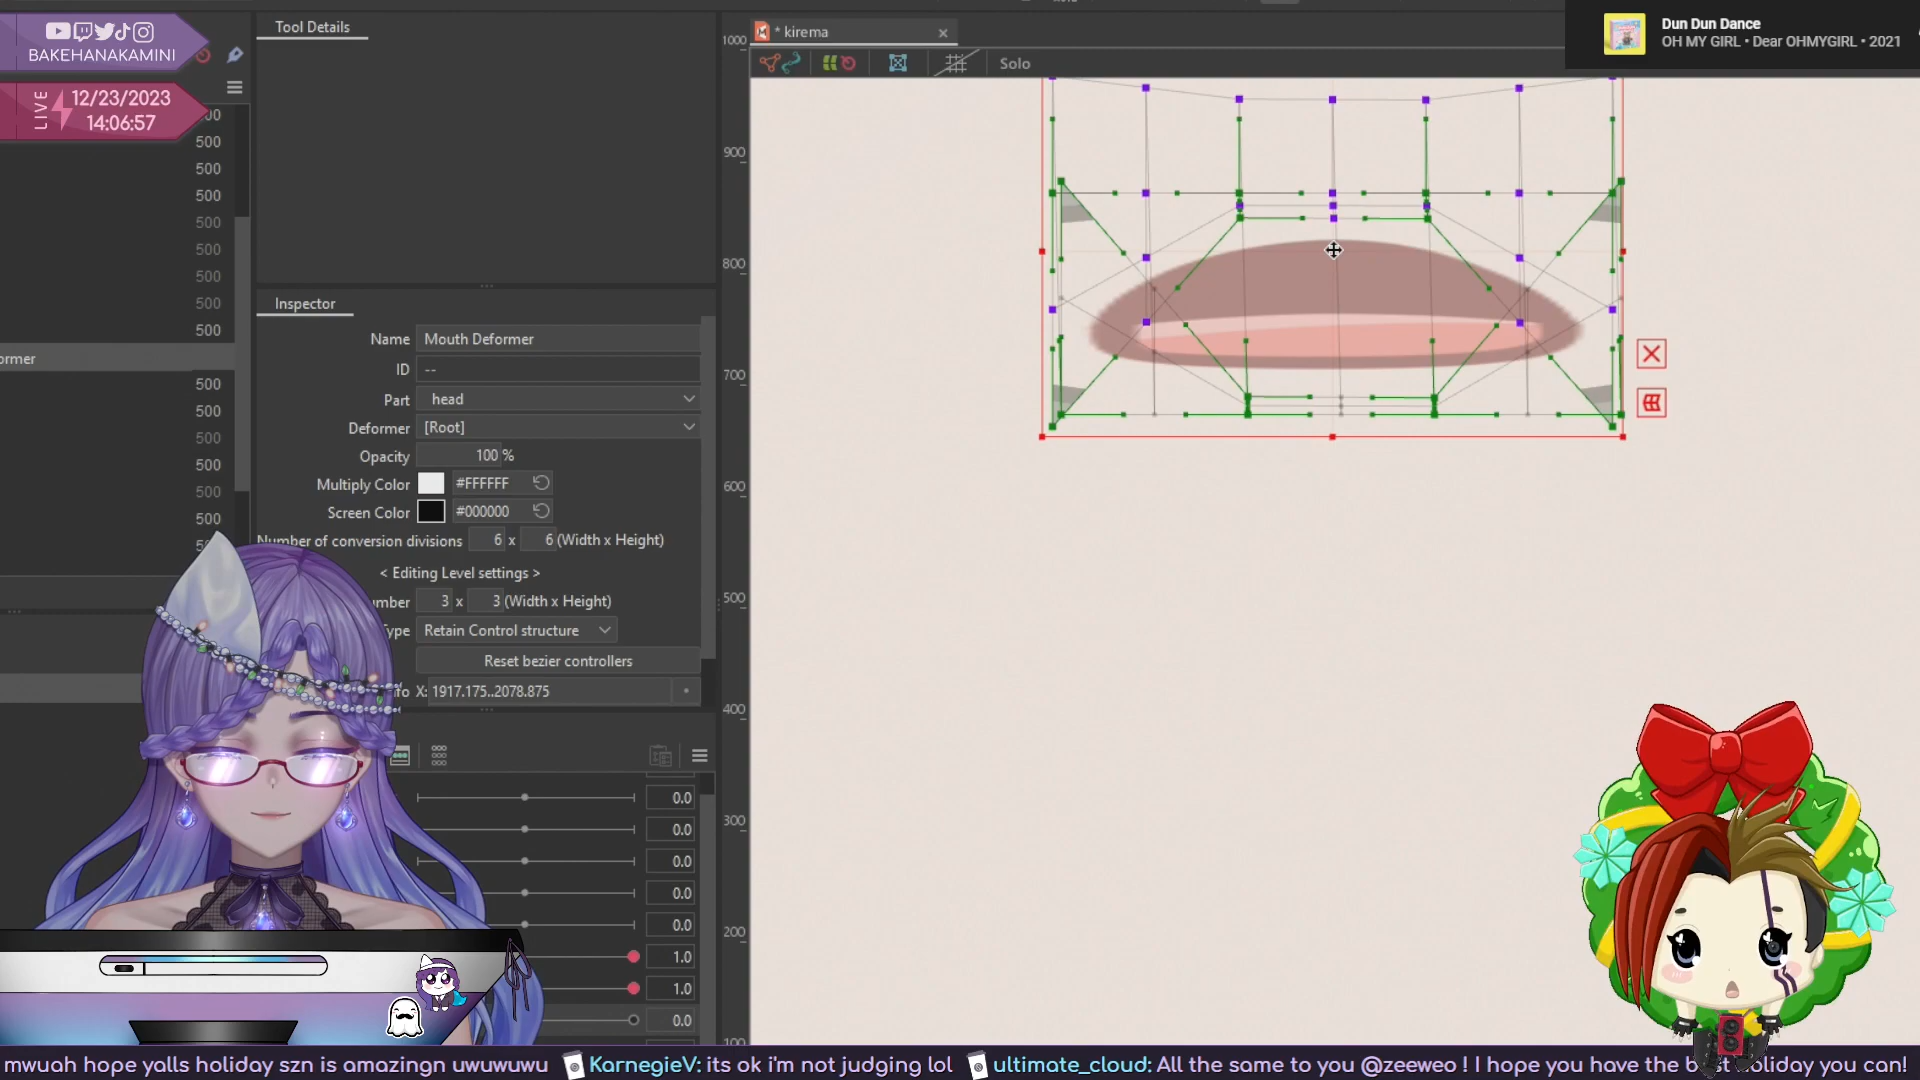 BAKEHANAKAMINI
LIVE
12/23/2023
14:06:57
500
500
500
500
500
500
500
500
500
ormer
500
500
500
500
500
500
Tool Details
Inspector
Name Mouth Deformer
ID --
Part head
Deformer [Root]
Opacity 100 %
Multiply Color #FFFFFF
Screen Color #000000
Number of conversion divisions 6 x 6 (Width x Height)
< Editing Level settings >
umber 3 x 3 (Width x Height)
Type Retain Control structure
Reset bezier controllers
X: 1917.175..2078.875
0.0
0.0
0.0
0.0
0.0
1.0
1.0
0.0
* kirema
Solo
1000
900
800
700
600
500
400
300
200
100
Dun Dun Dance
OH MY GIRL • Dear OHMYGIRL • 2021
mwuah hope yalls holiday szn is amazingn uwuwuwu KarnegieV: its ok i'm not judging lol ultimate_cloud: All the same to you @zeeweo ! I hope you have the best holiday you can!